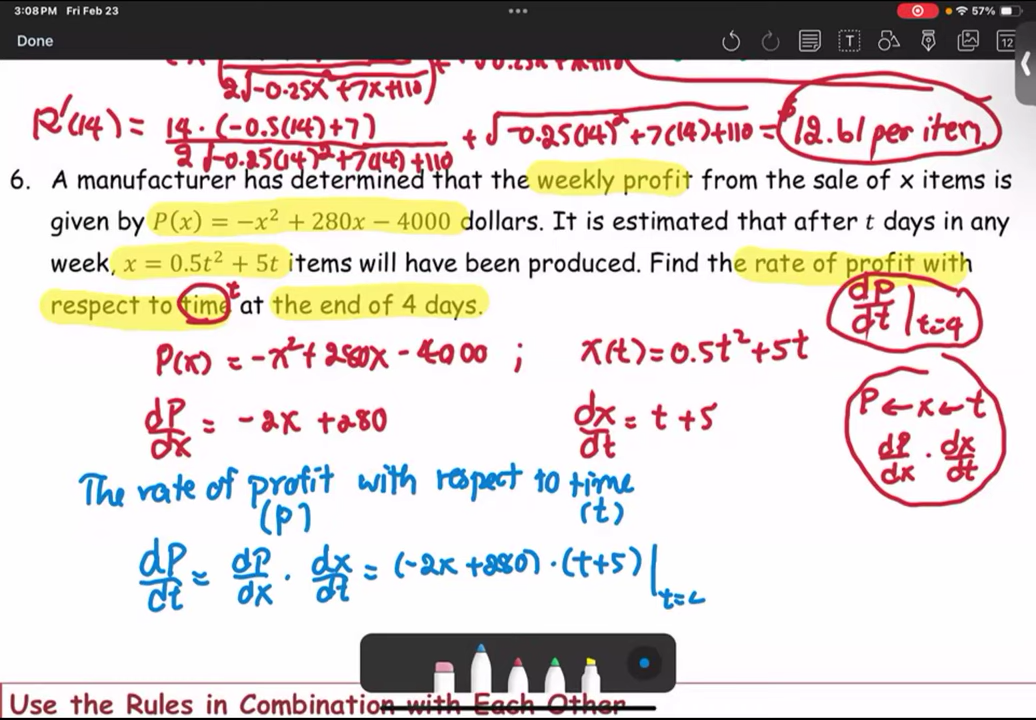 3:08 PM Fri Feb 23
57%
Done
T
12
2√-0.25x²+7x+110
R'(14) = 14·(-0.5(14)+7) / 2√-0.25(14)²+7(14)+110 + √-0.25(14)²+7(14)+110 = $12.61 per item
6. A manufacturer has determined that the weekly profit from the sale of x items is
given by P(x) = −x² + 280x − 4000 dollars. It is estimated that after t days in any
week, x = 0.5t² + 5t items will have been produced. Find the rate of profit with
respect to time t at the end of 4 days.
dP/dt |t=4
P(x) = -x²+280x-4000 ; x(t)=0.5t²+5t
P←x←t
dP/dx = -2x+280 dx/dt = t+5
dP/dx · dx/dt
The rate of profit with respect to time
(P) (t)
dP/dt = dP/dx · dx/dt = (-2x+280)·(t+5)|t=
Use the Rules in Combination with Each Other